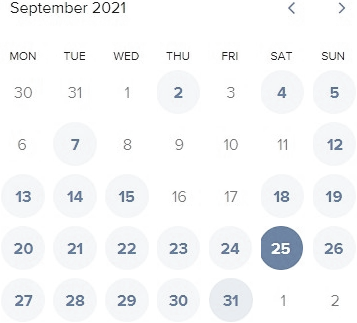 September 2021
MON TUE WED THU FRI SAT SUN
30 31 1 2 3 4 5
6 7 8 9 10 11 12
13 14 15 16 17 18 19
20 21 22 23 24 25 26
27 28 29 30 31 1 2